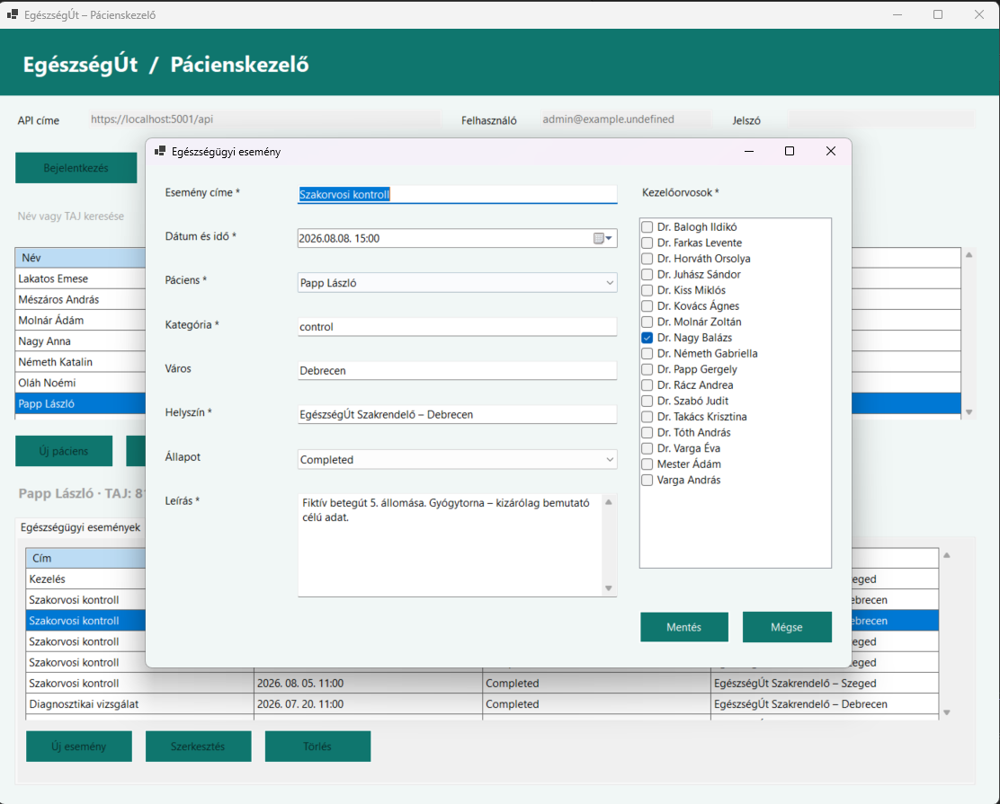 EgészségÚt – Pácienskezelő
EgészségÚt / Pácienskezelő
API címe https://localhost:5001/api Felhasználó admin@example.undefined Jelszó
Bejelentkezés
Név vagy TAJ keresése
Név
Lakatos Emese
Mészáros András
Molnár Ádám
Nagy Anna
Németh Katalin
Oláh Noémi
Papp László
Új páciens
Papp László · TAJ: 8
Egészségügyi események
Cím
Kezelés eged
Szakorvosi kontroll ebrecen
Szakorvosi kontroll ebrecen
Szakorvosi kontroll eged
Szakorvosi kontroll eged
Szakorvosi kontroll 2026. 08. 05. 11:00 Completed EgészségÚt Szakrendelő – Szeged
Diagnosztikai vizsgálat 2026. 07. 20. 11:00 Completed EgészségÚt Szakrendelő – Debrecen
Új esemény Szerkesztés Törlés
Egészségügyi esemény
Esemény címe * Szakorvosi kontroll
Dátum és idő * 2026.08.08. 15:00
Páciens * Papp László
Kategória * control
Város Debrecen
Helyszín * EgészségÚt Szakrendelő – Debrecen
Állapot Completed
Leírás * Fiktív betegút 5. állomása. Gyógytorna – kizárólag bemutató
célú adat.
Kezelőorvosok *
Dr. Balogh Ildikó
Dr. Farkas Levente
Dr. Horváth Orsolya
Dr. Juhász Sándor
Dr. Kiss Miklós
Dr. Kovács Ágnes
Dr. Molnár Zoltán
Dr. Nagy Balázs
Dr. Németh Gabriella
Dr. Papp Gergely
Dr. Rácz Andrea
Dr. Szabó Judit
Dr. Takács Krisztina
Dr. Tóth András
Dr. Varga Éva
Mester Ádám
Varga András
Mentés Mégse